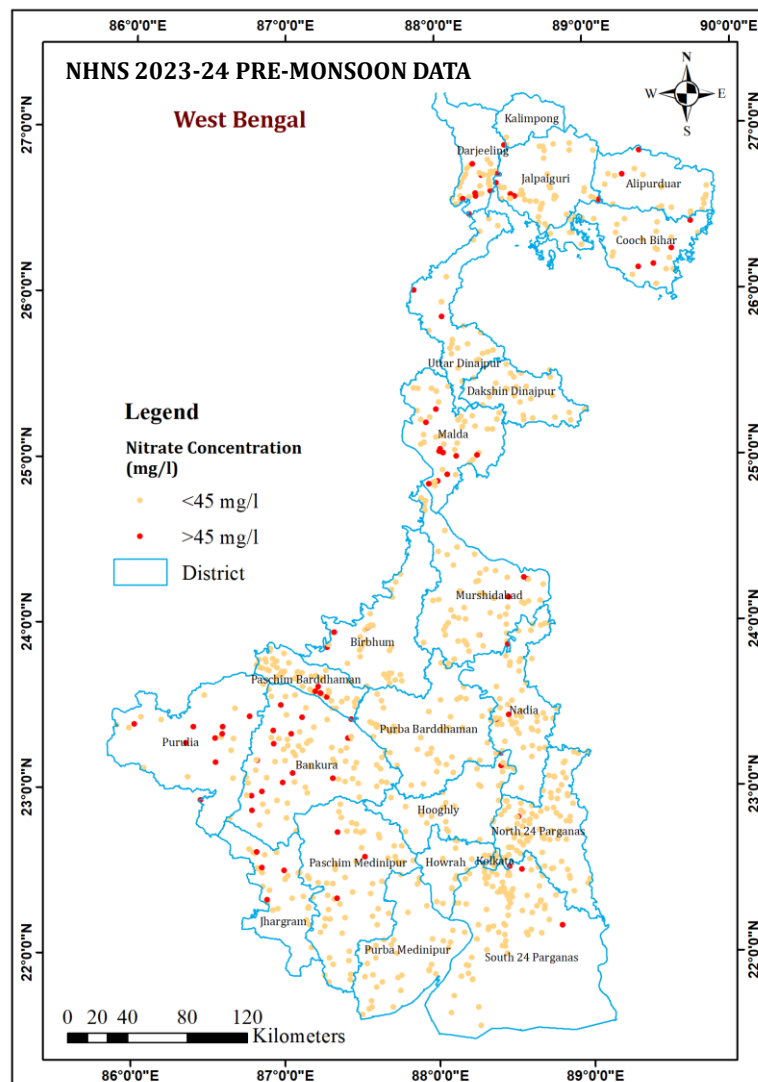 86°0'0"E 87°0'0"E 88°0'0"E 89°0'0"E 90°0'0"E
NHNS 2023-24 PRE-MONSOON DATA
West Bengal
N
W E
S
27°0'0"N 27°0'0"N
Kalimpong
Darjeeling
Jalpaiguri
Alipurduar
Cooch Bihar
26°0'0"N 26°0'0"N
Uttar Dinajpur
Dakshin Dinajpur
Malda
Legend
Nitrate Concentration
(mg/l)
<45 mg/l
>45 mg/l
District
25°0'0"N 25°0'0"N
Murshidabad
24°0'0"N 24°0'0"N
Birbhum
Paschim Barddhaman
Nadia
Purba Barddhaman
Purulia
Bankura
23°0'0"N 23°0'0"N
Hooghly
North 24 Parganas
Paschim Medinipur Howrah Kolkata
Jhargram
22°0'0"N 22°0'0"N
Purba Medinipur
South 24 Parganas
0 20 40 80 120
Kilometers
86°0'0"E 87°0'0"E 88°0'0"E 89°0'0"E